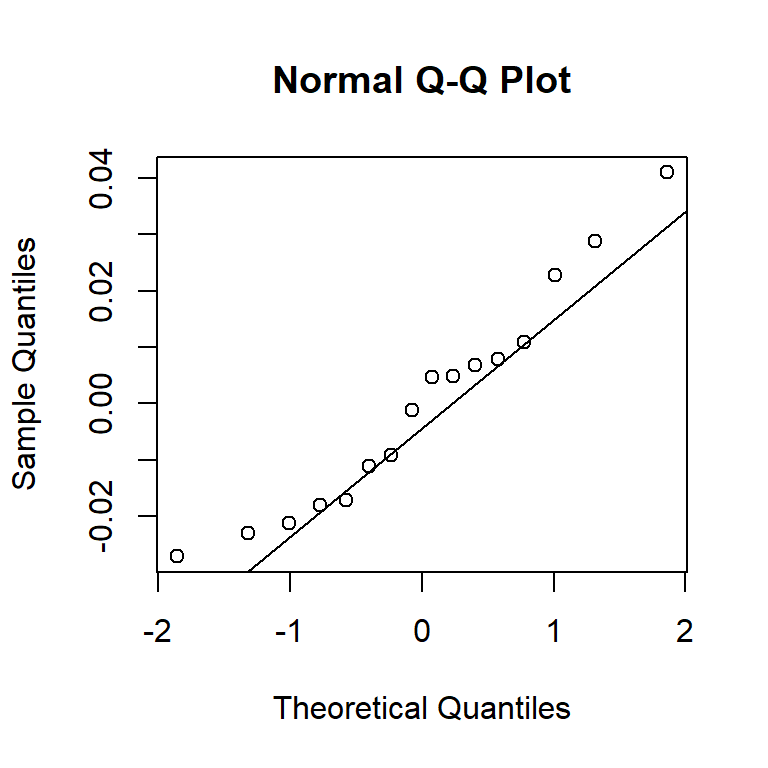 Normal Q-Q Plot
Sample Quantiles
0.04
0.02
0.00
-0.02
-2 -1 0 1 2
Theoretical Quantiles